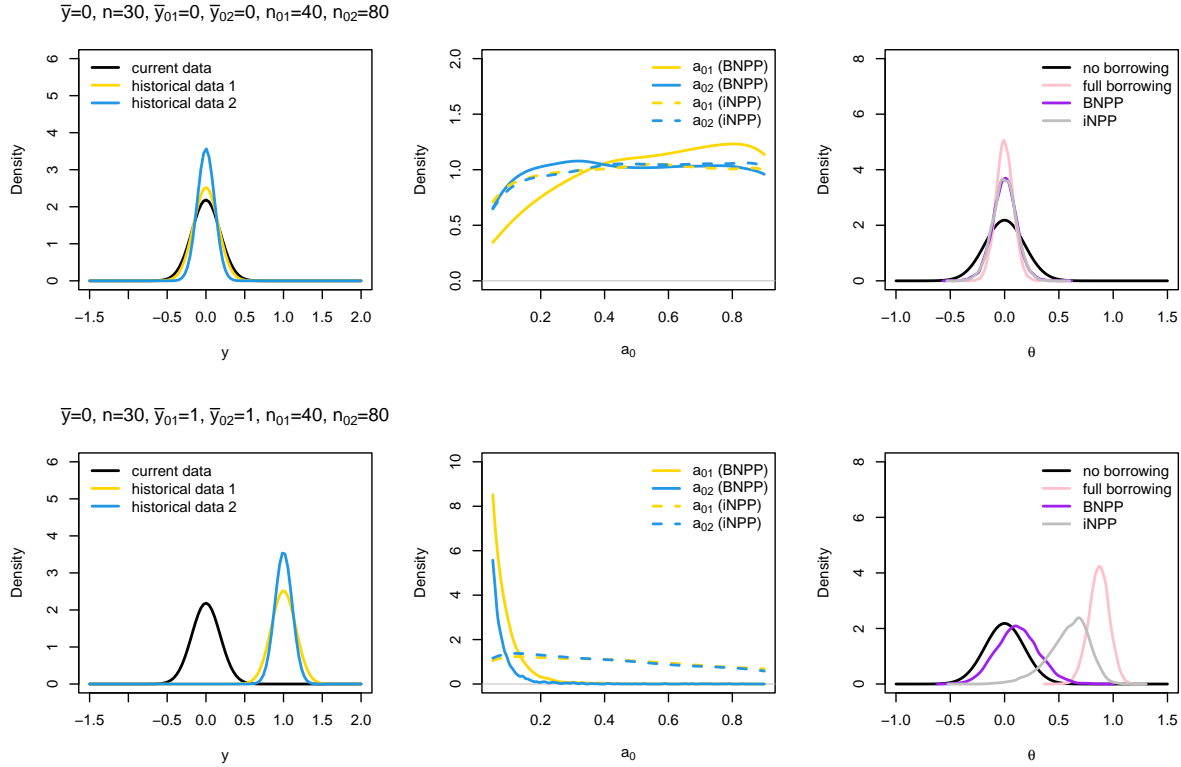 y̅=0, n=30, y̅₀₁=0, y̅₀₂=0, n₀₁=40, n₀₂=80
0 1 2 3 4 5 6
Density
current data
historical data 1
historical data 2
−1.5 −0.5 0.0 0.5 1.0 1.5 2.0
y
0.0 0.5 1.0 1.5 2.0
Density
a₀₁ (BNPP)
a₀₂ (BNPP)
a₀₁ (iNPP)
a₀₂ (iNPP)
0.2 0.4 0.6 0.8
a₀
0 2 4 6 8
Density
no borrowing
full borrowing
BNPP
iNPP
−1.0 −0.5 0.0 0.5 1.0 1.5
θ
y̅=0, n=30, y̅₀₁=1, y̅₀₂=1, n₀₁=40, n₀₂=80
0 1 2 3 4 5 6
Density
current data
historical data 1
historical data 2
−1.5 −0.5 0.0 0.5 1.0 1.5 2.0
y
0 2 4 6 8 10
Density
a₀₁ (BNPP)
a₀₂ (BNPP)
a₀₁ (iNPP)
a₀₂ (iNPP)
0.2 0.4 0.6 0.8
a₀
0 2 4 6 8
Density
no borrowing
full borrowing
BNPP
iNPP
−1.0 −0.5 0.0 0.5 1.0 1.5
θ